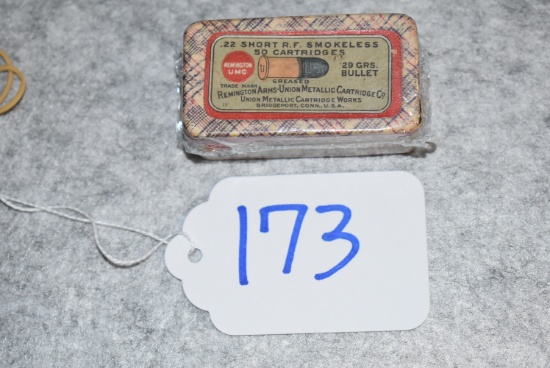 .22 SHORT R.F. SMOKELESS
50 CARTRIDGES
REMINGTON
UMC
29 GRS.
BULLET
TRADE MARK
GREASED
REMINGTON ARMS-UNION METALLIC CARTRIDGE CO.
UNION METALLIC CARTRIDGE WORKS
BRIDGEPORT, CONN., U.S.A.
173